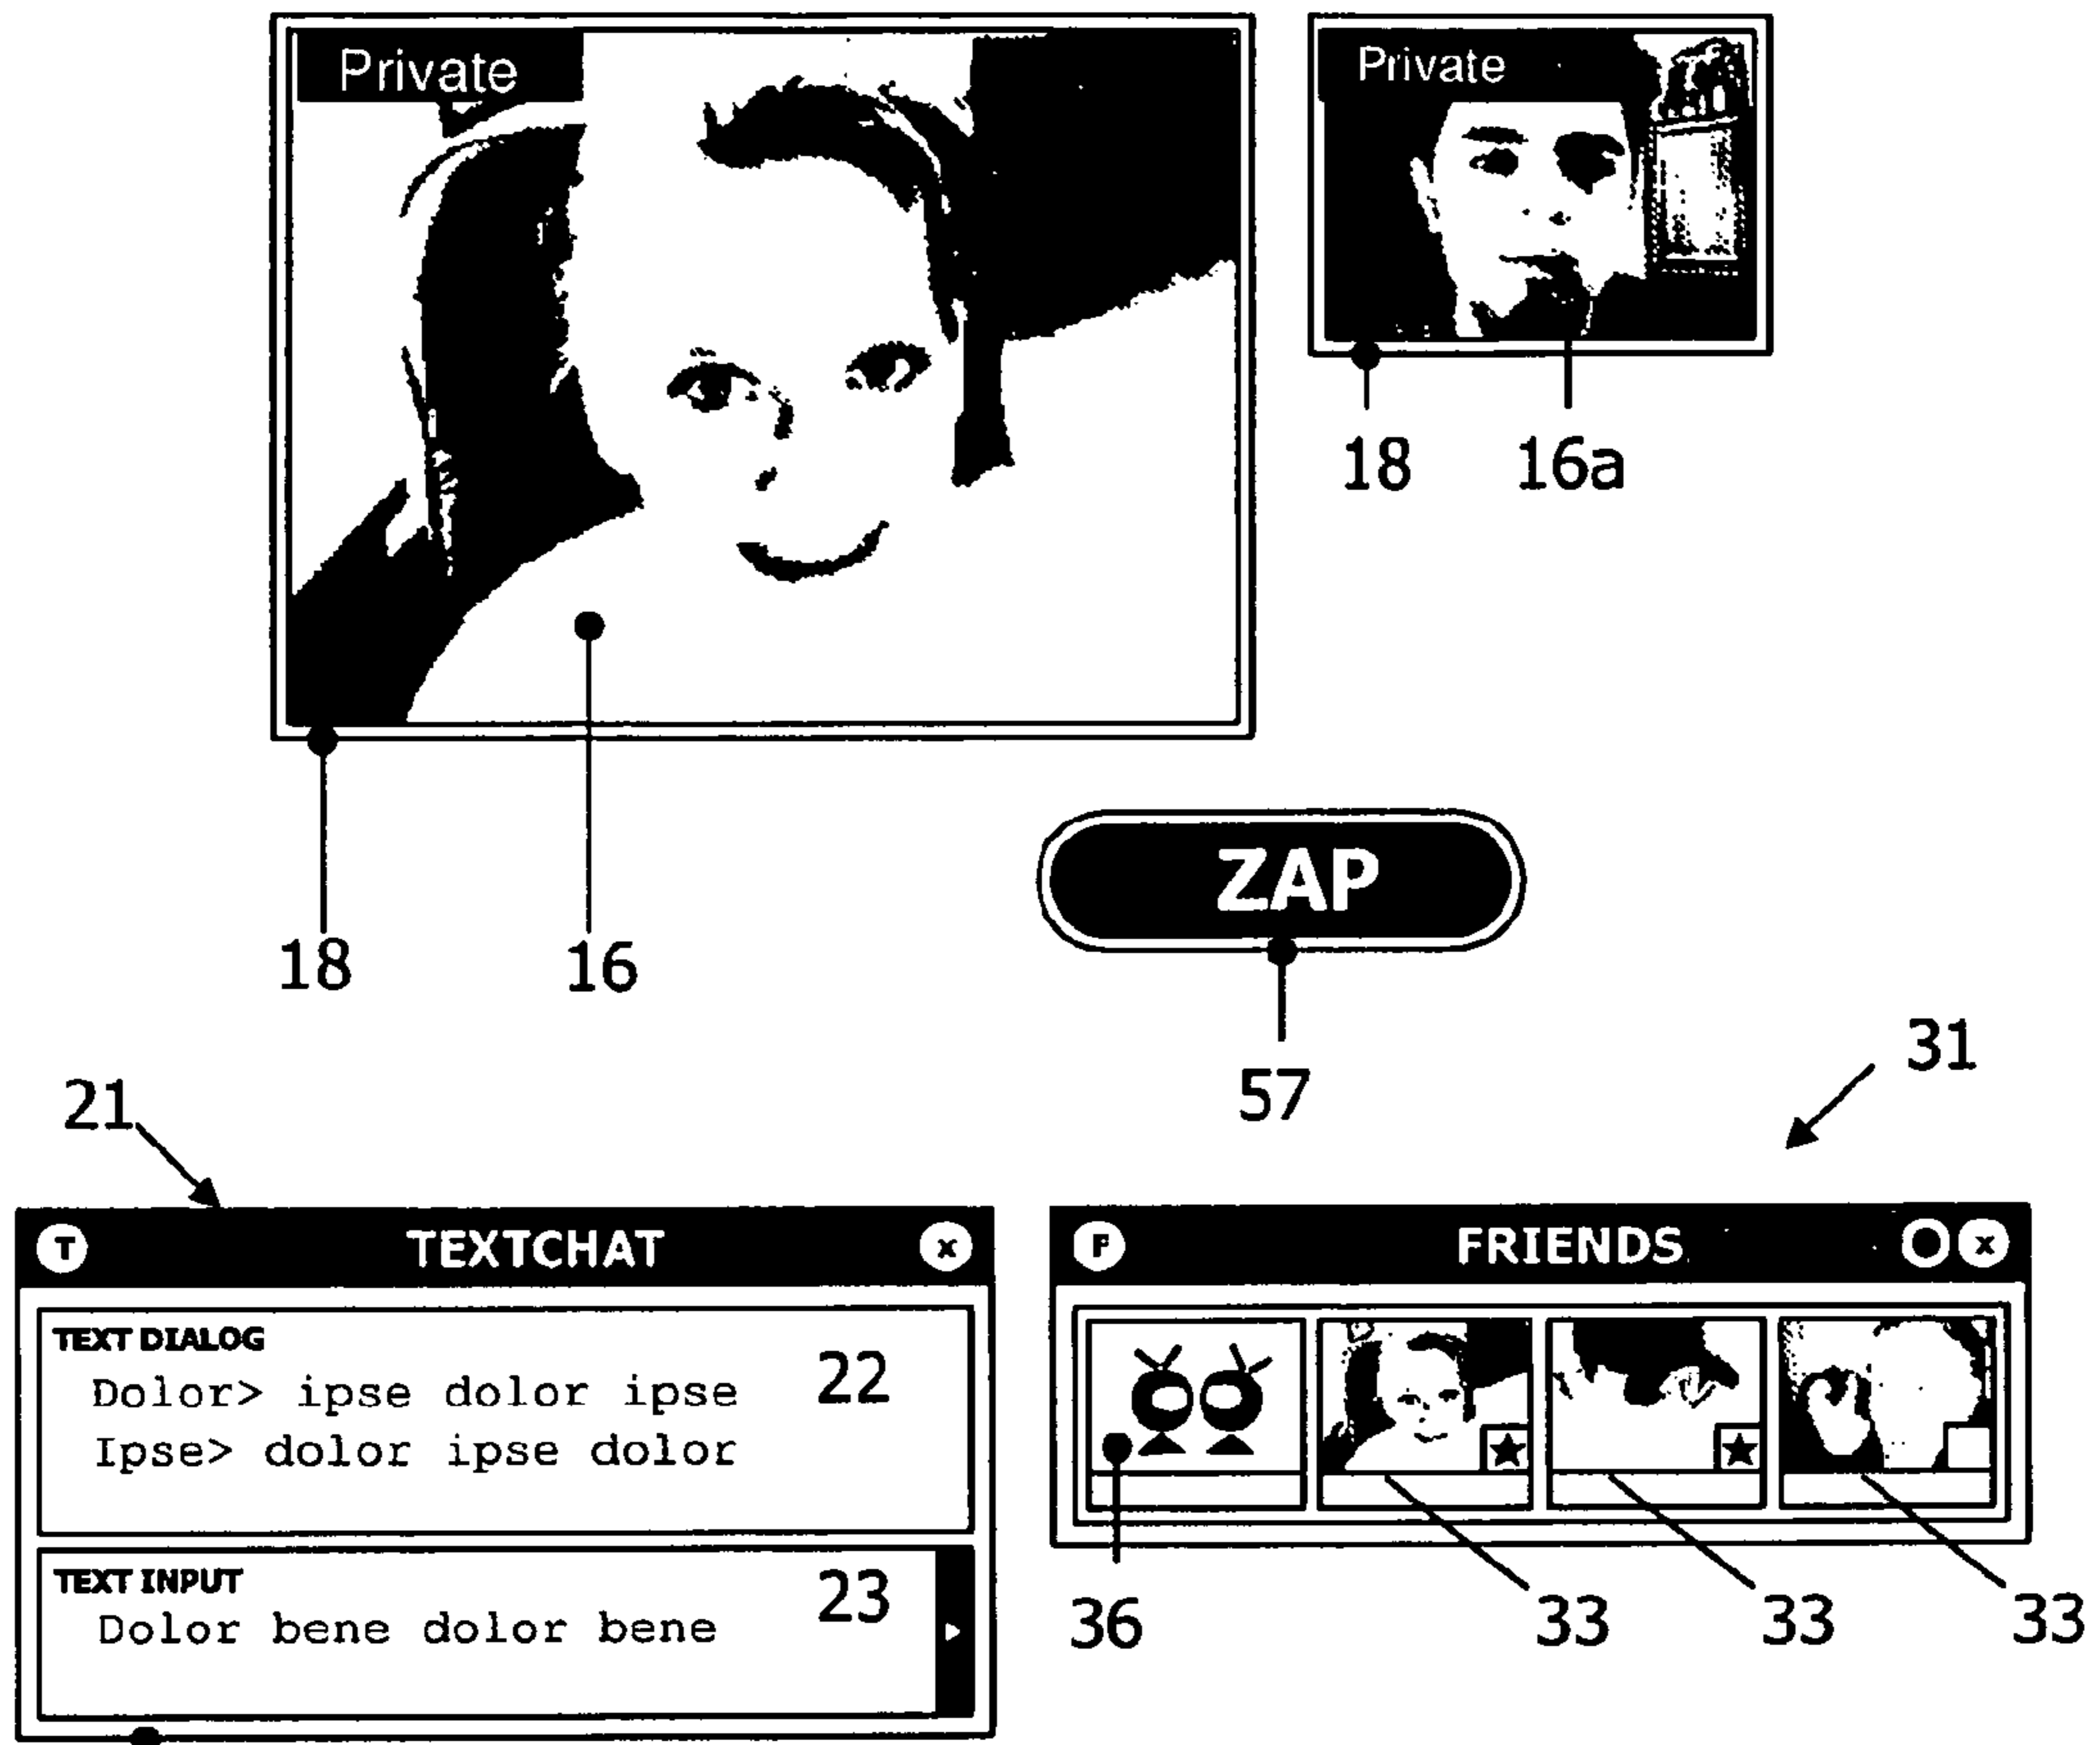 Private
Private
18
16a
18
16
ZAP
57
31
21
T TEXTCHAT x
F FRIENDS x
TEXT DIALOG
22
Dolor> ipse dolor ipse
Ipse> dolor ipse dolor
TEXT INPUT
23
Dolor bene dolor bene
36
33
33
33